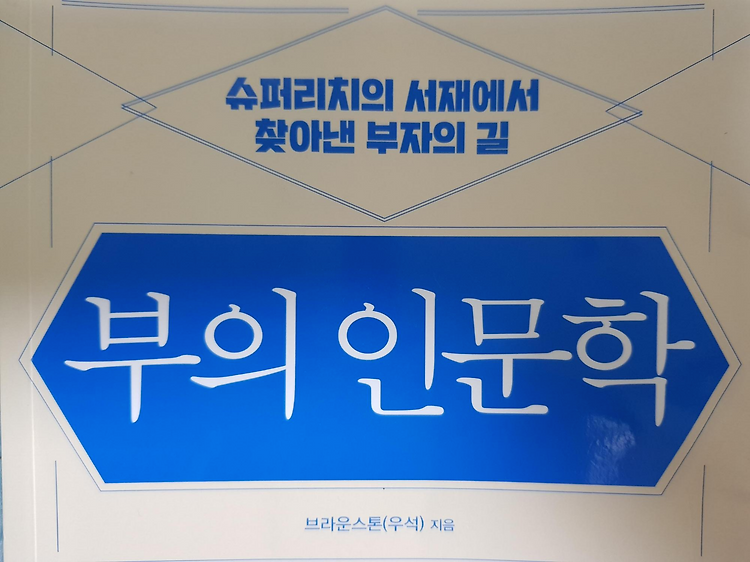 슈퍼리치의 서재에서
찾아낸 부자의 길
부의 인문학
브라운스톤(우석) 지음